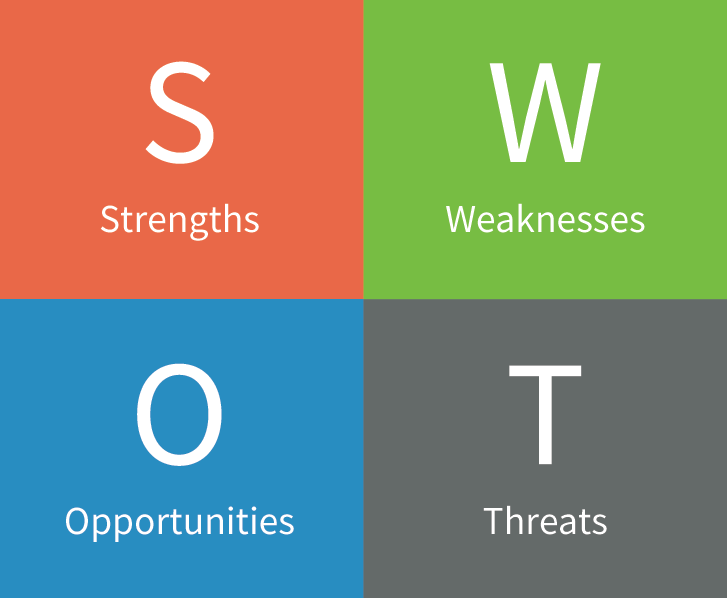 S
Strengths
W
Weaknesses
O
Opportunities
T
Threats